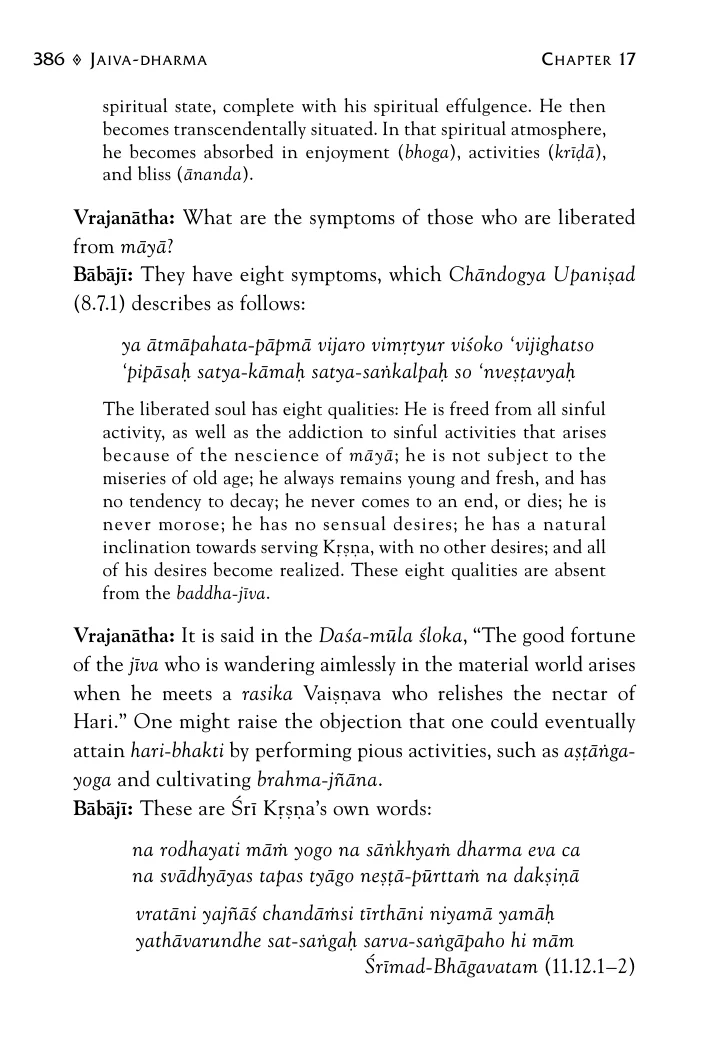 386 ◈ JAIVA-DHARMA CHAPTER 17
spiritual state, complete with his spiritual effulgence. He then
becomes transcendentally situated. In that spiritual atmosphere,
he becomes absorbed in enjoyment (bhoga), activities (krīḍā),
and bliss (ānanda).
Vrajanātha: What are the symptoms of those who are liberated
from māyā?
Bābājī: They have eight symptoms, which Chāndogya Upaniṣad
(8.7.1) describes as follows:
ya ātmāpahata-pāpmā vijaro vimṛtyur viśoko ‘vijighatso
‘pipāsaḥ satya-kāmaḥ satya-saṅkalpaḥ so ‘nveṣṭavyaḥ
The liberated soul has eight qualities: He is freed from all sinful
activity, as well as the addiction to sinful activities that arises
because of the nescience of māyā; he is not subject to the
miseries of old age; he always remains young and fresh, and has
no tendency to decay; he never comes to an end, or dies; he is
never morose; he has no sensual desires; he has a natural
inclination towards serving Kṛṣṇa, with no other desires; and all
of his desires become realized. These eight qualities are absent
from the baddha-jīva.
Vrajanātha: It is said in the Daśa-mūla śloka, “The good fortune
of the jīva who is wandering aimlessly in the material world arises
when he meets a rasika Vaiṣṇava who relishes the nectar of
Hari.” One might raise the objection that one could eventually
attain hari-bhakti by performing pious activities, such as aṣṭāṅga-
yoga and cultivating brahma-jñāna.
Bābājī: These are Śrī Kṛṣṇa’s own words:
na rodhayati māṁ yogo na sāṅkhyaṁ dharma eva ca
na svādhyāyas tapas tyāgo neṣṭā-pūrttaṁ na dakṣiṇā
vratāni yajñāś chandāṁsi tīrthāni niyamā yamāḥ
yathāvarundhe sat-saṅgaḥ sarva-saṅgāpaho hi mām
Śrīmad-Bhāgavatam (11.12.1–2)